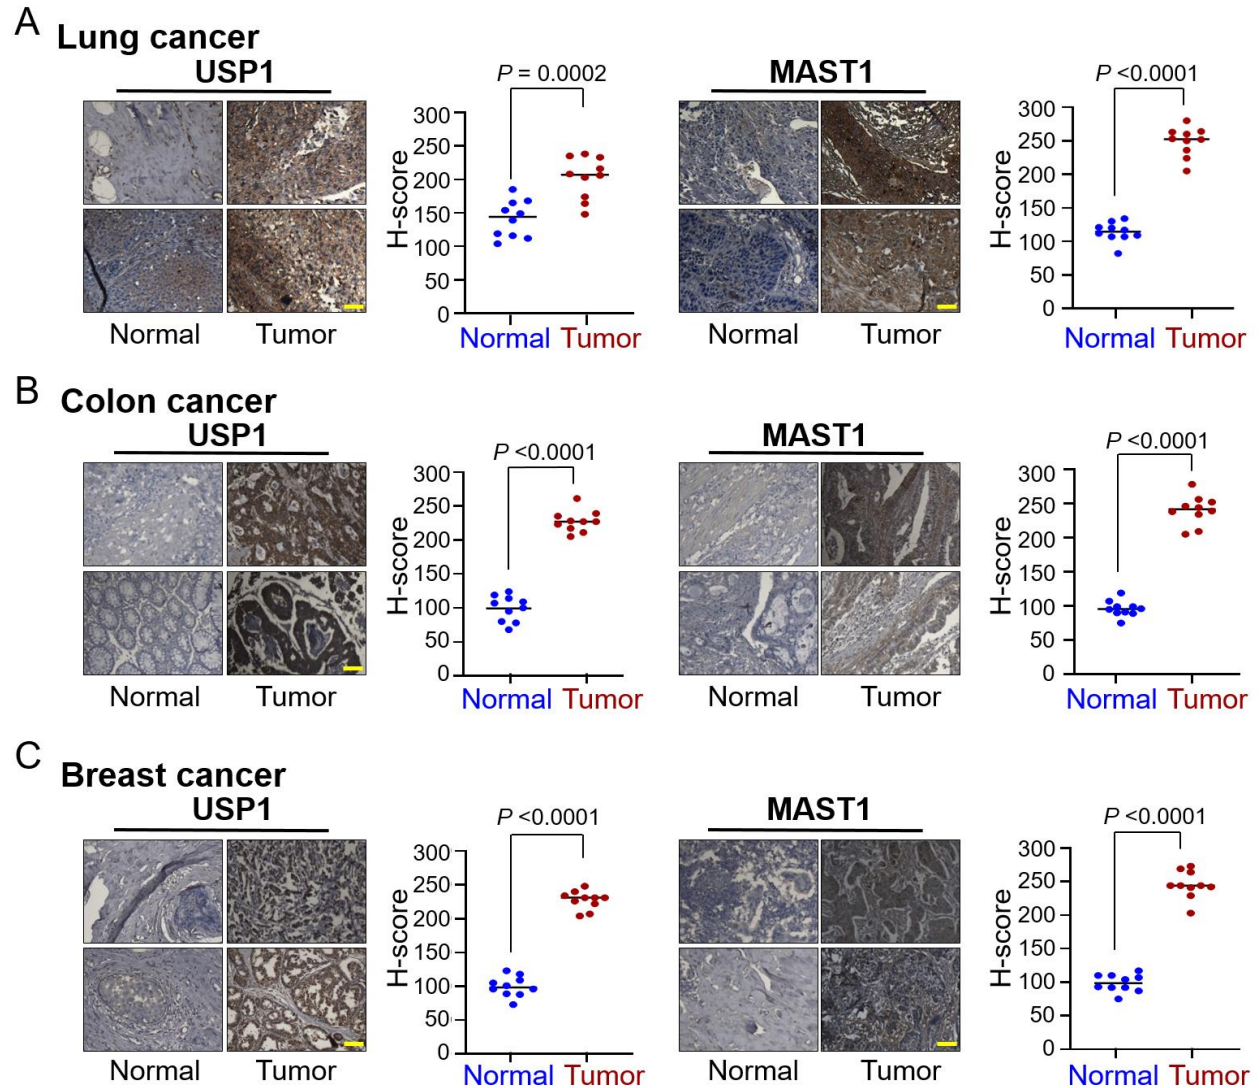 A
Lung cancer
USP1
P = 0.0002
MAST1
P <0.0001
H-score
300
250
200
150
100
50
0
H-score
300
250
200
150
100
50
0
Normal
Tumor
Normal
Tumor
Normal
Tumor
Normal
Tumor
B
Colon cancer
USP1
P <0.0001
MAST1
P <0.0001
H-score
300
250
200
150
100
50
0
H-score
300
250
200
150
100
50
0
Normal
Tumor
Normal
Tumor
Normal
Tumor
Normal
Tumor
C
Breast cancer
USP1
P <0.0001
MAST1
P <0.0001
H-score
300
250
200
150
100
50
0
H-score
300
250
200
150
100
50
0
Normal
Tumor
Normal
Tumor
Normal
Tumor
Normal
Tumor